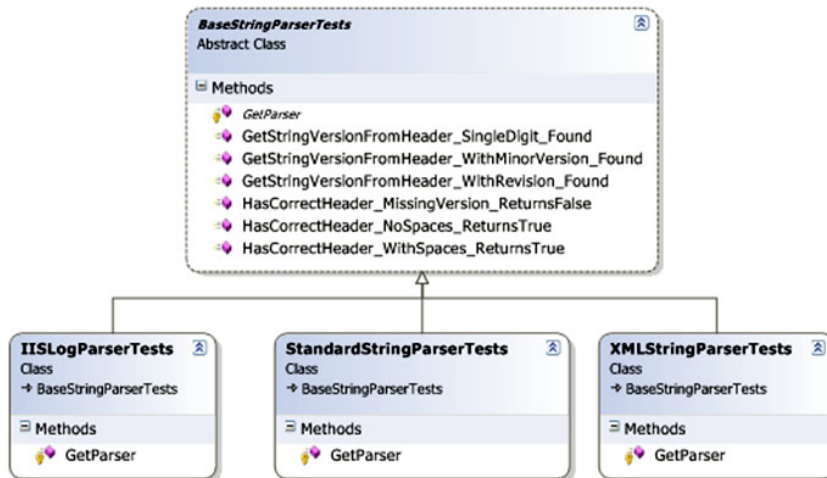 BaseStringParserTests
Abstract Class
Methods
GetParser
GetStringVersionFromHeader_SingleDigit_Found
GetStringVersionFromHeader_WithMinorVersion_Found
GetStringVersionFromHeader_WithRevision_Found
HasCorrectHeader_MissingVersion_ReturnsFalse
HasCorrectHeader_NoSpaces_ReturnsTrue
HasCorrectHeader_WithSpaces_ReturnsTrue
IISLogParserTests
Class
BaseStringParserTests
Methods
GetParser
StandardStringParserTests
Class
BaseStringParserTests
Methods
GetParser
XMLStringParserTests
Class
BaseStringParserTests
Methods
GetParser